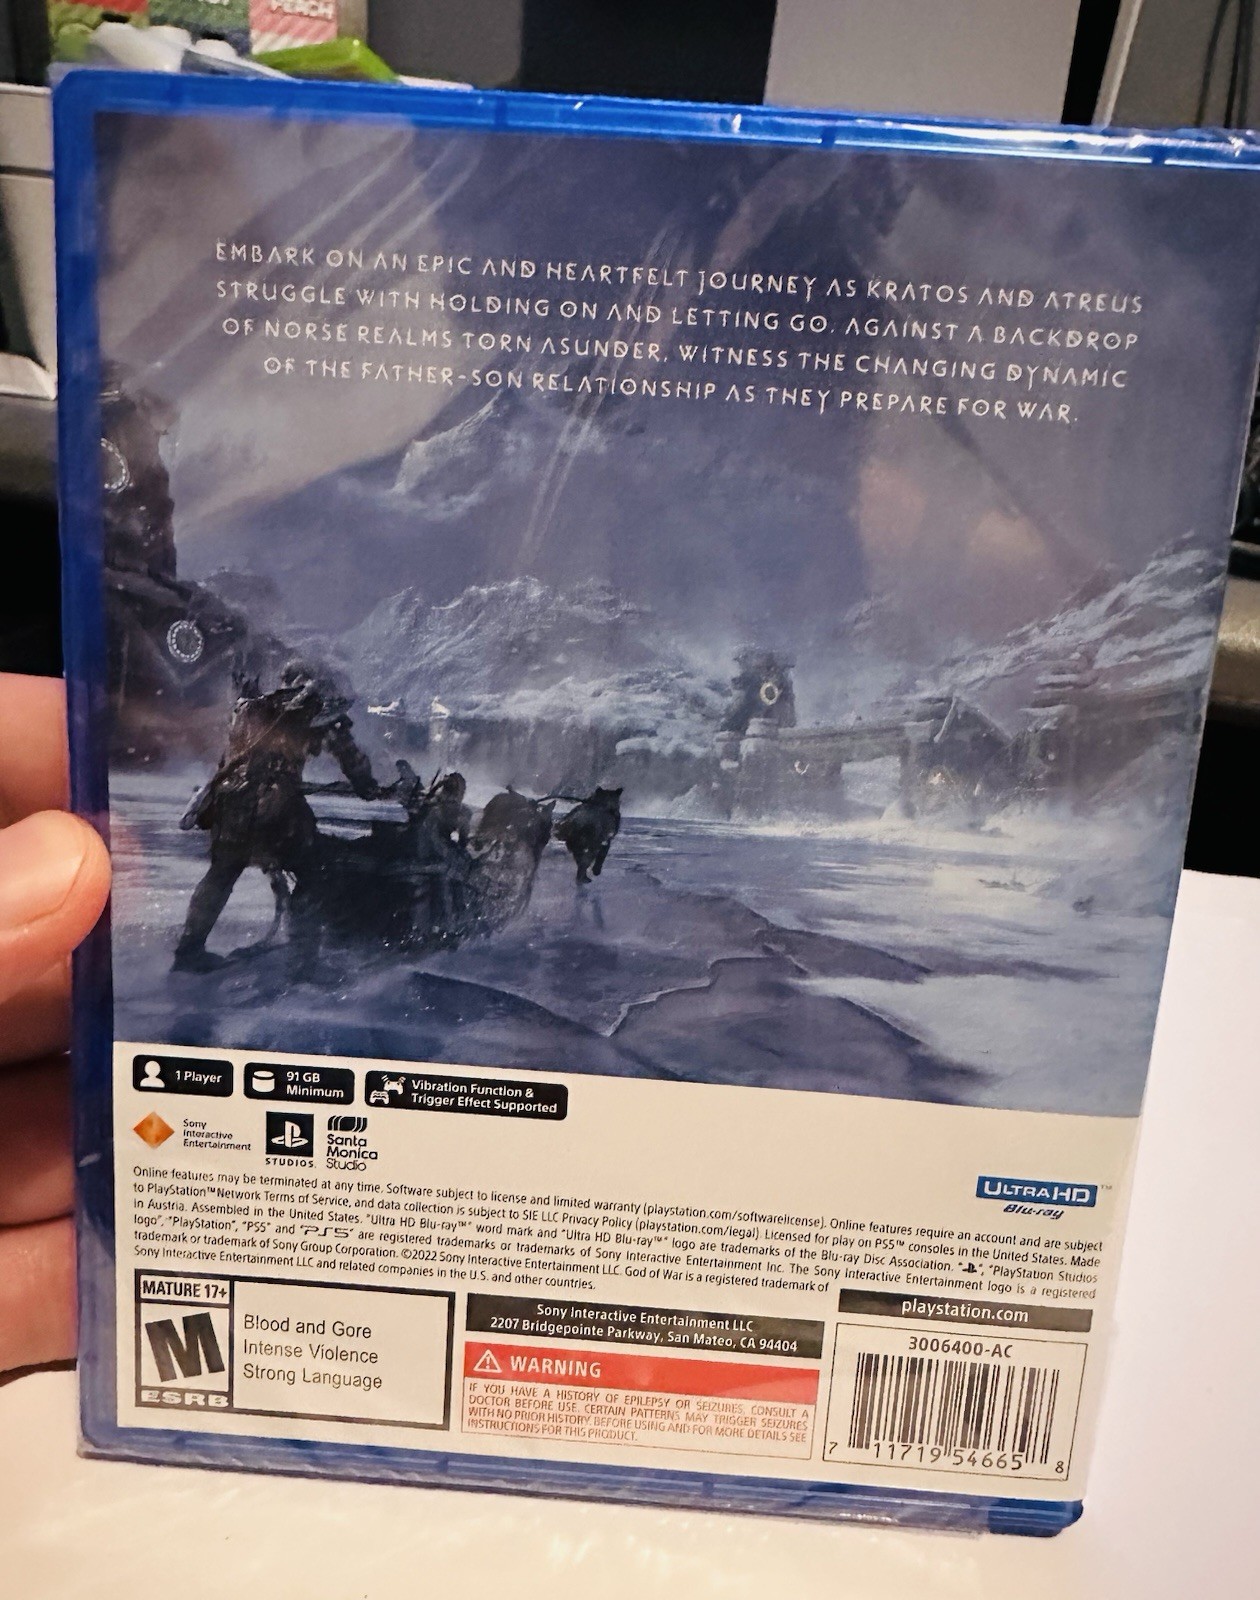 PEACH
EMBARK ON AN EPIC AND HEARTFELT JOURNEY AS KRATOS AND ATREUS
STRUGGLE WITH HOLDING ON AND LETTING GO. AGAINST A BACKDROP
OF NORSE REALMS TORN ASUNDER, WITNESS THE CHANGING DYNAMIC
OF THE FATHER-SON RELATIONSHIP AS THEY PREPARE FOR WAR.
1 Player
91 GB
Minimum
Vibration Function &
Trigger Effect Supported
Sony
Interactive
Entertainment
STUDIOS
Santa
Monica
Studio
ULTRA HD
Blu-ray™
Online features may be terminated at any time. Software subject to license and limited warranty (playstation.com/softwarelicense). Online features require an account and are subject
to PlayStation™Network Terms of Service, and data collection is subject to SIE LLC Privacy Policy (playstation.com/legal). Licensed for play on PS5™ consoles in the United States. Made
in Austria. Assembled in the United States. "Ultra HD Blu-ray™" word mark and "Ultra HD Blu-ray™" logo are trademarks of the Blu-ray Disc Association. "", "PlayStation Studios
logo", "PlayStation", "PS5" and "PS5" are registered trademarks or trademarks of Sony Interactive Entertainment Inc. The Sony Interactive Entertainment logo is a registered
trademark or trademark of Sony Group Corporation. ©2022 Sony Interactive Entertainment LLC. God of War is a registered trademark of
Sony Interactive Entertainment LLC and related companies in the U.S. and other countries.
MATURE 17+
M
ESRB
Blood and Gore
Intense Violence
Strong Language
Sony Interactive Entertainment LLC
2207 Bridgepointe Parkway, San Mateo, CA 94404
WARNING
IF YOU HAVE A HISTORY OF EPILEPSY OR SEIZURES, CONSULT A
DOCTOR BEFORE USE. CERTAIN PATTERNS MAY TRIGGER SEIZURES
WITH NO PRIOR HISTORY. BEFORE USING AND FOR MORE DETAILS SEE
INSTRUCTIONS FOR THIS PRODUCT.
playstation.com
3006400-AC
7 11719 54665 8